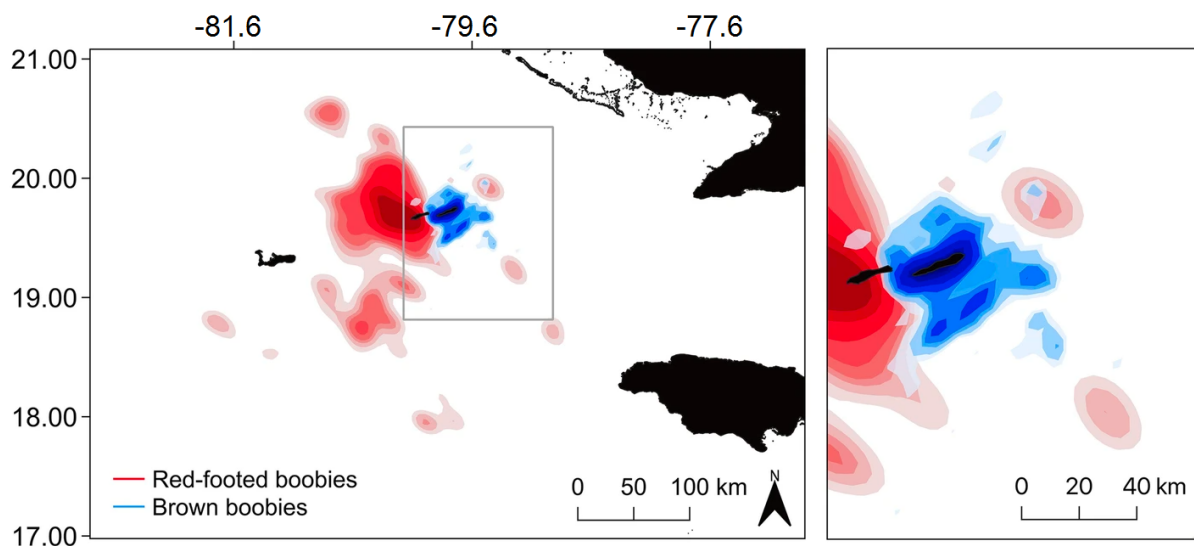 -81.6 -79.6 -77.6
21.00
20.00
19.00
18.00
17.00
Red-footed boobies
Brown boobies
0 50 100 km
N
0 20 40 km